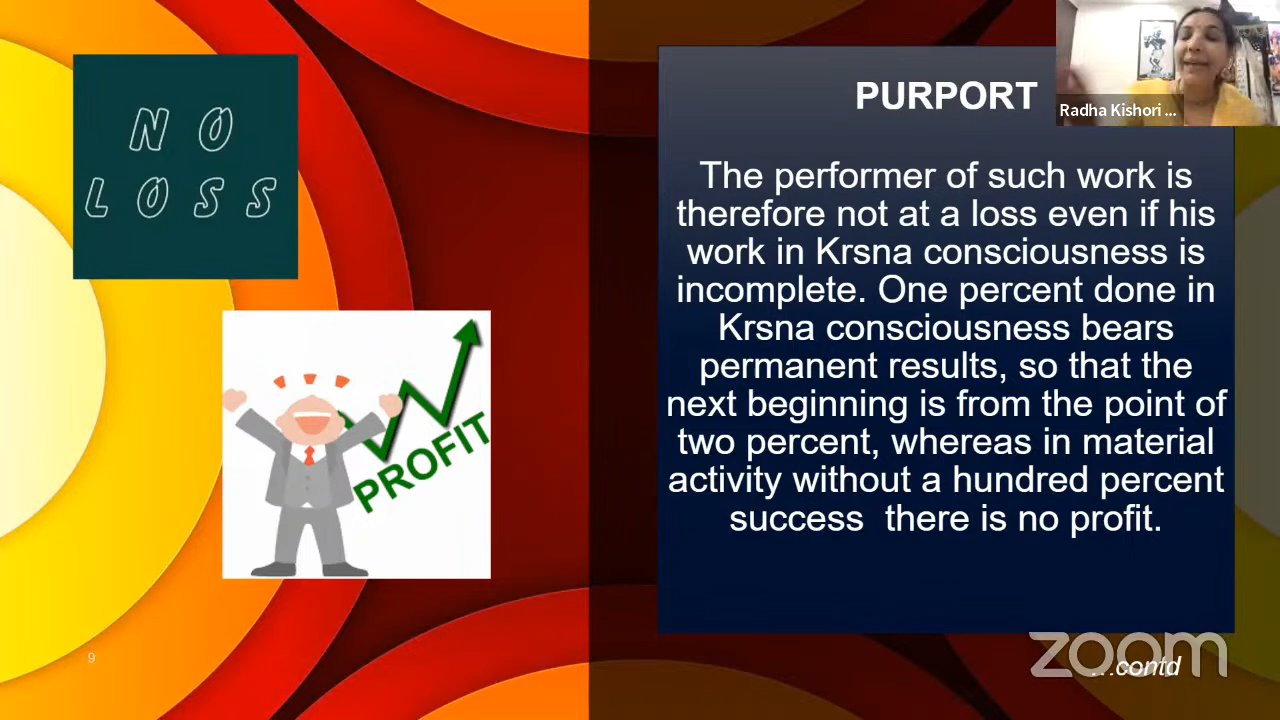 NO
LOSS
PROFIT
PURPORT
Radha Kishori ...
The performer of such work is
therefore not at a loss even if his
work in Krsna consciousness is
incomplete. One percent done in
Krsna consciousness bears
permanent results, so that the
next beginning is from the point of
two percent, whereas in material
activity without a hundred percent
success  there is no profit.
9
zoom
...contd